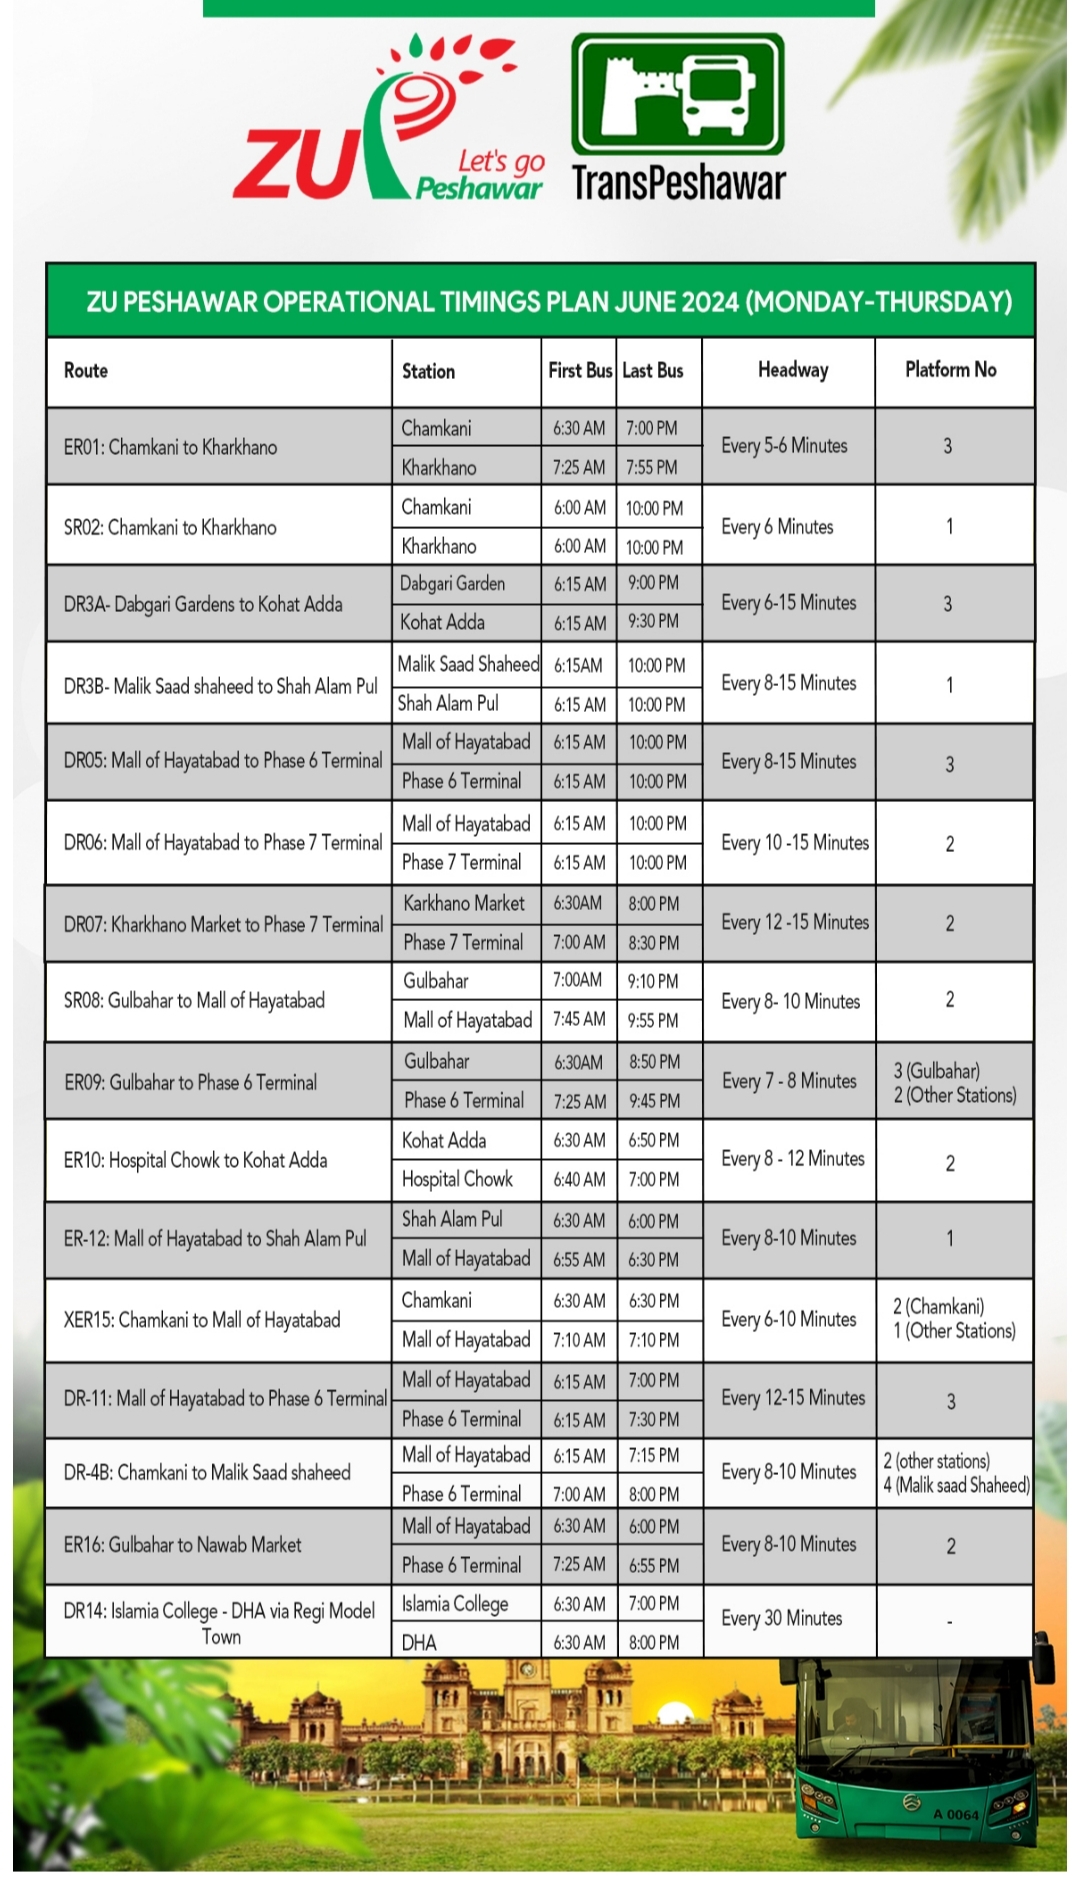 ZU
Let's go
Peshawar
TransPeshawar
ZU PESHAWAR OPERATIONAL TIMINGS PLAN JUNE 2024 (MONDAY-THURSDAY)
Route Station First Bus Last Bus Headway Platform No
ER01: Chamkani to Kharkhano Chamkani 6:30 AM 7:00 PM Every 5-6 Minutes 3
Kharkhano 7:25 AM 7:55 PM
SR02: Chamkani to Kharkhano Chamkani 6:00 AM 10:00 PM Every 6 Minutes 1
Kharkhano 6:00 AM 10:00 PM
DR3A- Dabgari Gardens to Kohat Adda Dabgari Garden 6:15 AM 9:00 PM Every 6-15 Minutes 3
Kohat Adda 6:15 AM 9:30 PM
DR3B- Malik Saad shaheed to Shah Alam Pul Malik Saad Shaheed 6:15AM 10:00 PM Every 8-15 Minutes 1
Shah Alam Pul 6:15 AM 10:00 PM
DR05: Mall of Hayatabad to Phase 6 Terminal Mall of Hayatabad 6:15 AM 10:00 PM Every 8-15 Minutes 3
Phase 6 Terminal 6:15 AM 10:00 PM
DR06: Mall of Hayatabad to Phase 7 Terminal Mall of Hayatabad 6:15 AM 10:00 PM Every 10 -15 Minutes 2
Phase 7 Terminal 6:15 AM 10:00 PM
DR07: Kharkhano Market to Phase 7 Terminal Karkhano Market 6:30AM 8:00 PM Every 12 -15 Minutes 2
Phase 7 Terminal 7:00 AM 8:30 PM
SR08: Gulbahar to Mall of Hayatabad Gulbahar 7:00AM 9:10 PM Every 8- 10 Minutes 2
Mall of Hayatabad 7:45 AM 9:55 PM
ER09: Gulbahar to Phase 6 Terminal Gulbahar 6:30AM 8:50 PM Every 7 - 8 Minutes 3 (Gulbahar)
Phase 6 Terminal 7:25 AM 9:45 PM 2 (Other Stations)
ER10: Hospital Chowk to Kohat Adda Kohat Adda 6:30 AM 6:50 PM Every 8 - 12 Minutes 2
Hospital Chowk 6:40 AM 7:00 PM
ER-12: Mall of Hayatabad to Shah Alam Pul Shah Alam Pul 6:30 AM 6:00 PM Every 8-10 Minutes 1
Mall of Hayatabad 6:55 AM 6:30 PM
XER15: Chamkani to Mall of Hayatabad Chamkani 6:30 AM 6:30 PM Every 6-10 Minutes 2 (Chamkani)
Mall of Hayatabad 7:10 AM 7:10 PM 1 (Other Stations)
DR-11: Mall of Hayatabad to Phase 6 Terminal Mall of Hayatabad 6:15 AM 7:00 PM Every 12-15 Minutes 3
Phase 6 Terminal 6:15 AM 7:30 PM
DR-4B: Chamkani to Malik Saad shaheed Mall of Hayatabad 6:15 AM 7:15 PM Every 8-10 Minutes 2 (other stations)
Phase 6 Terminal 7:00 AM 8:00 PM 4 (Malik saad Shaheed)
ER16: Gulbahar to Nawab Market Mall of Hayatabad 6:30 AM 6:00 PM Every 8-10 Minutes 2
Phase 6 Terminal 7:25 AM 6:55 PM
DR14: Islamia College - DHA via Regi Model Islamia College 6:30 AM 7:00 PM Every 30 Minutes -
Town DHA 6:30 AM 8:00 PM
A 0064